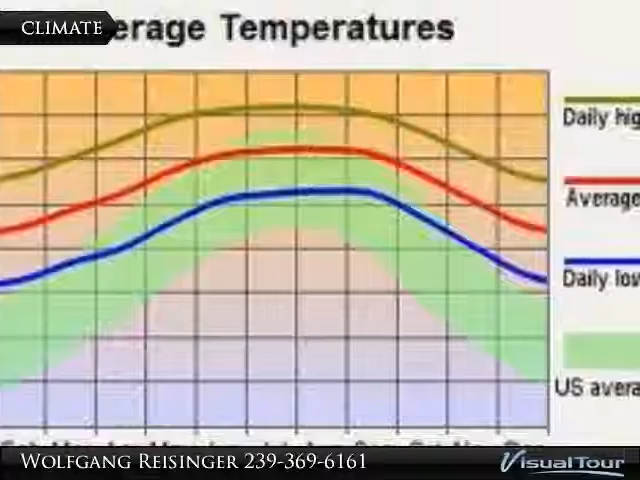 CLIMATE
erage Temperatures
Daily hig
Average
Daily low
US avera
WOLFGANG REISINGER 239-369-6161
VISUALTOUR